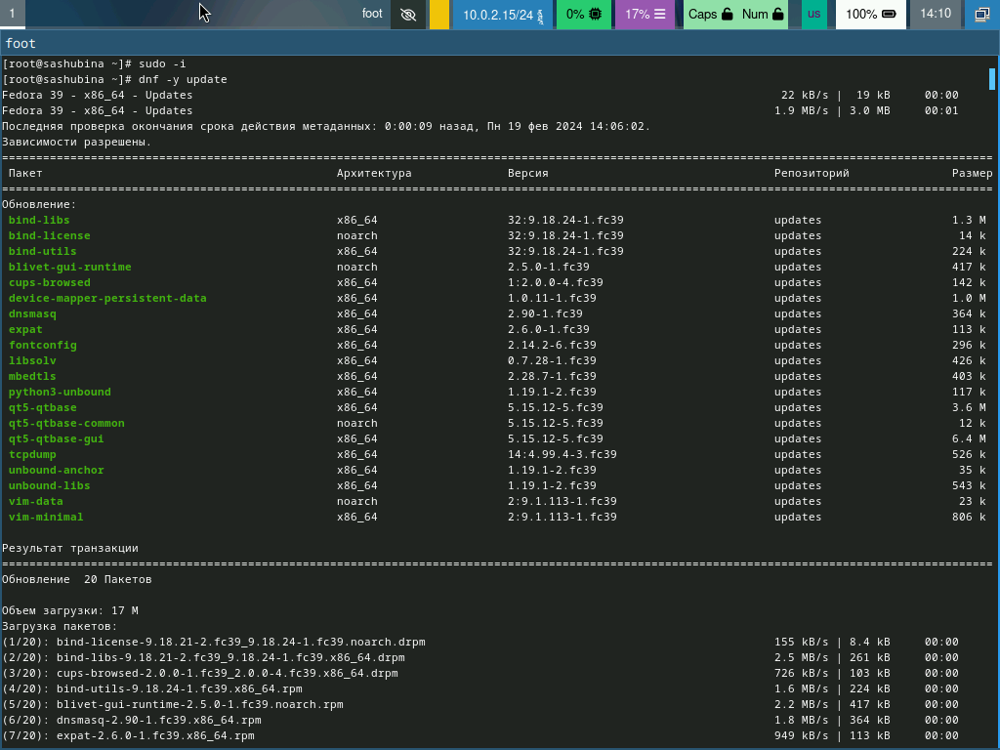 1 foot 10.0.2.15/24 0% 17% Caps Num us 100% 14:10
foot
[root@sashubina ~]# sudo -i
[root@sashubina ~]# dnf -y update
Fedora 39 - x86_64 - Updates 22 kB/s | 19 kB 00:00
Fedora 39 - x86_64 - Updates 1.9 MB/s | 3.0 MB 00:01
Последняя проверка окончания срока действия метаданных: 0:00:09 назад, Пн 19 фев 2024 14:06:02.
Зависимости разрешены.
Пакет Архитектура Версия Репозиторий Размер
Обновление:
bind-libs x86_64 32:9.18.24-1.fc39 updates 1.3 M
bind-license noarch 32:9.18.24-1.fc39 updates 14 k
bind-utils x86_64 32:9.18.24-1.fc39 updates 224 k
blivet-gui-runtime noarch 2.5.0-1.fc39 updates 417 k
cups-browsed x86_64 1:2.0.0-4.fc39 updates 142 k
device-mapper-persistent-data x86_64 1.0.11-1.fc39 updates 1.0 M
dnsmasq x86_64 2.90-1.fc39 updates 364 k
expat x86_64 2.6.0-1.fc39 updates 113 k
fontconfig x86_64 2.14.2-6.fc39 updates 296 k
libsolv x86_64 0.7.28-1.fc39 updates 426 k
mbedtls x86_64 2.28.7-1.fc39 updates 403 k
python3-unbound x86_64 1.19.1-2.fc39 updates 117 k
qt5-qtbase x86_64 5.15.12-5.fc39 updates 3.6 M
qt5-qtbase-common noarch 5.15.12-5.fc39 updates 12 k
qt5-qtbase-gui x86_64 5.15.12-5.fc39 updates 6.4 M
tcpdump x86_64 14:4.99.4-3.fc39 updates 526 k
unbound-anchor x86_64 1.19.1-2.fc39 updates 35 k
unbound-libs x86_64 1.19.1-2.fc39 updates 543 k
vim-data noarch 2:9.1.113-1.fc39 updates 23 k
vim-minimal x86_64 2:9.1.113-1.fc39 updates 806 k
Результат транзакции
Обновление 20 Пакетов
Объем загрузки: 17 M
Загрузка пакетов:
(1/20): bind-license-9.18.21-2.fc39_9.18.24-1.fc39.noarch.drpm 155 kB/s | 8.4 kB 00:00
(2/20): bind-libs-9.18.21-2.fc39_9.18.24-1.fc39.x86_64.drpm 2.5 MB/s | 261 kB 00:00
(3/20): cups-browsed-2.0.0-1.fc39_2.0.0-4.fc39.x86_64.drpm 726 kB/s | 103 kB 00:00
(4/20): bind-utils-9.18.24-1.fc39.x86_64.rpm 1.6 MB/s | 224 kB 00:00
(5/20): blivet-gui-runtime-2.5.0-1.fc39.noarch.rpm 2.2 MB/s | 417 kB 00:00
(6/20): dnsmasq-2.90-1.fc39.x86_64.rpm 1.8 MB/s | 364 kB 00:00
(7/20): expat-2.6.0-1.fc39.x86_64.rpm 949 kB/s | 113 kB 00:00